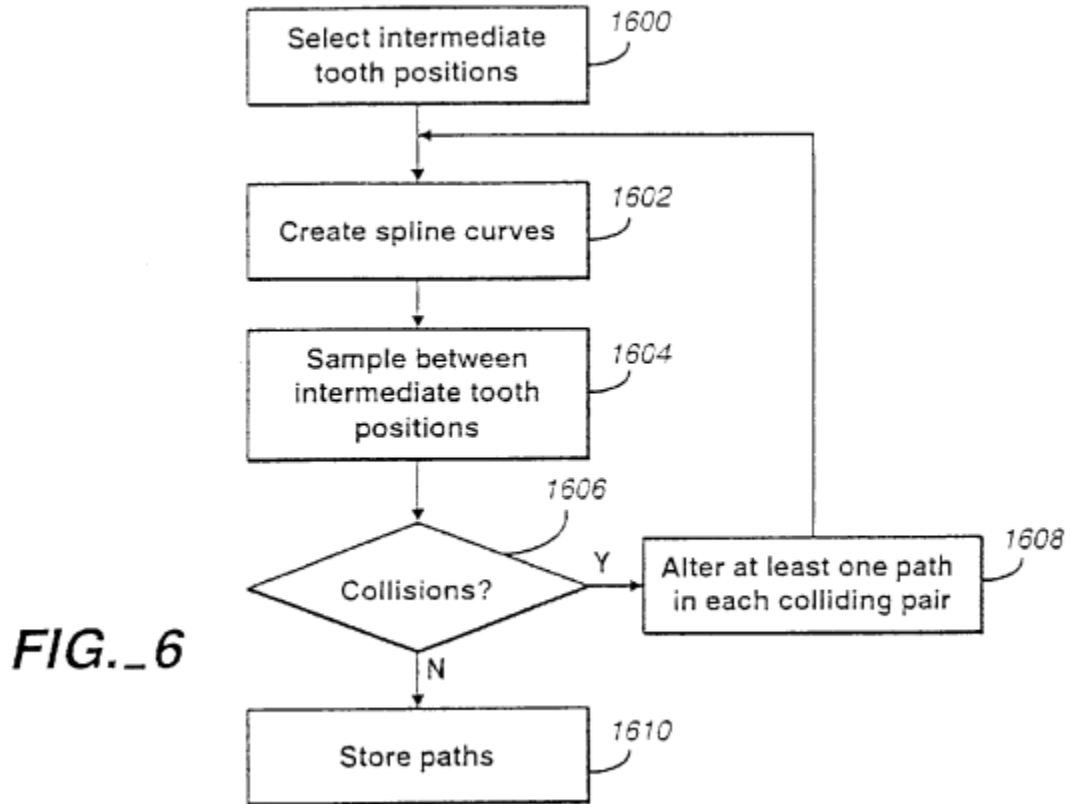 Select intermediate
tooth positions
1600
Create spline curves
1602
Sample between
intermediate tooth
positions
1604
Collisions?
1606
Y
Alter at least one path
in each colliding pair
1608
N
Store paths
1610
FIG._6